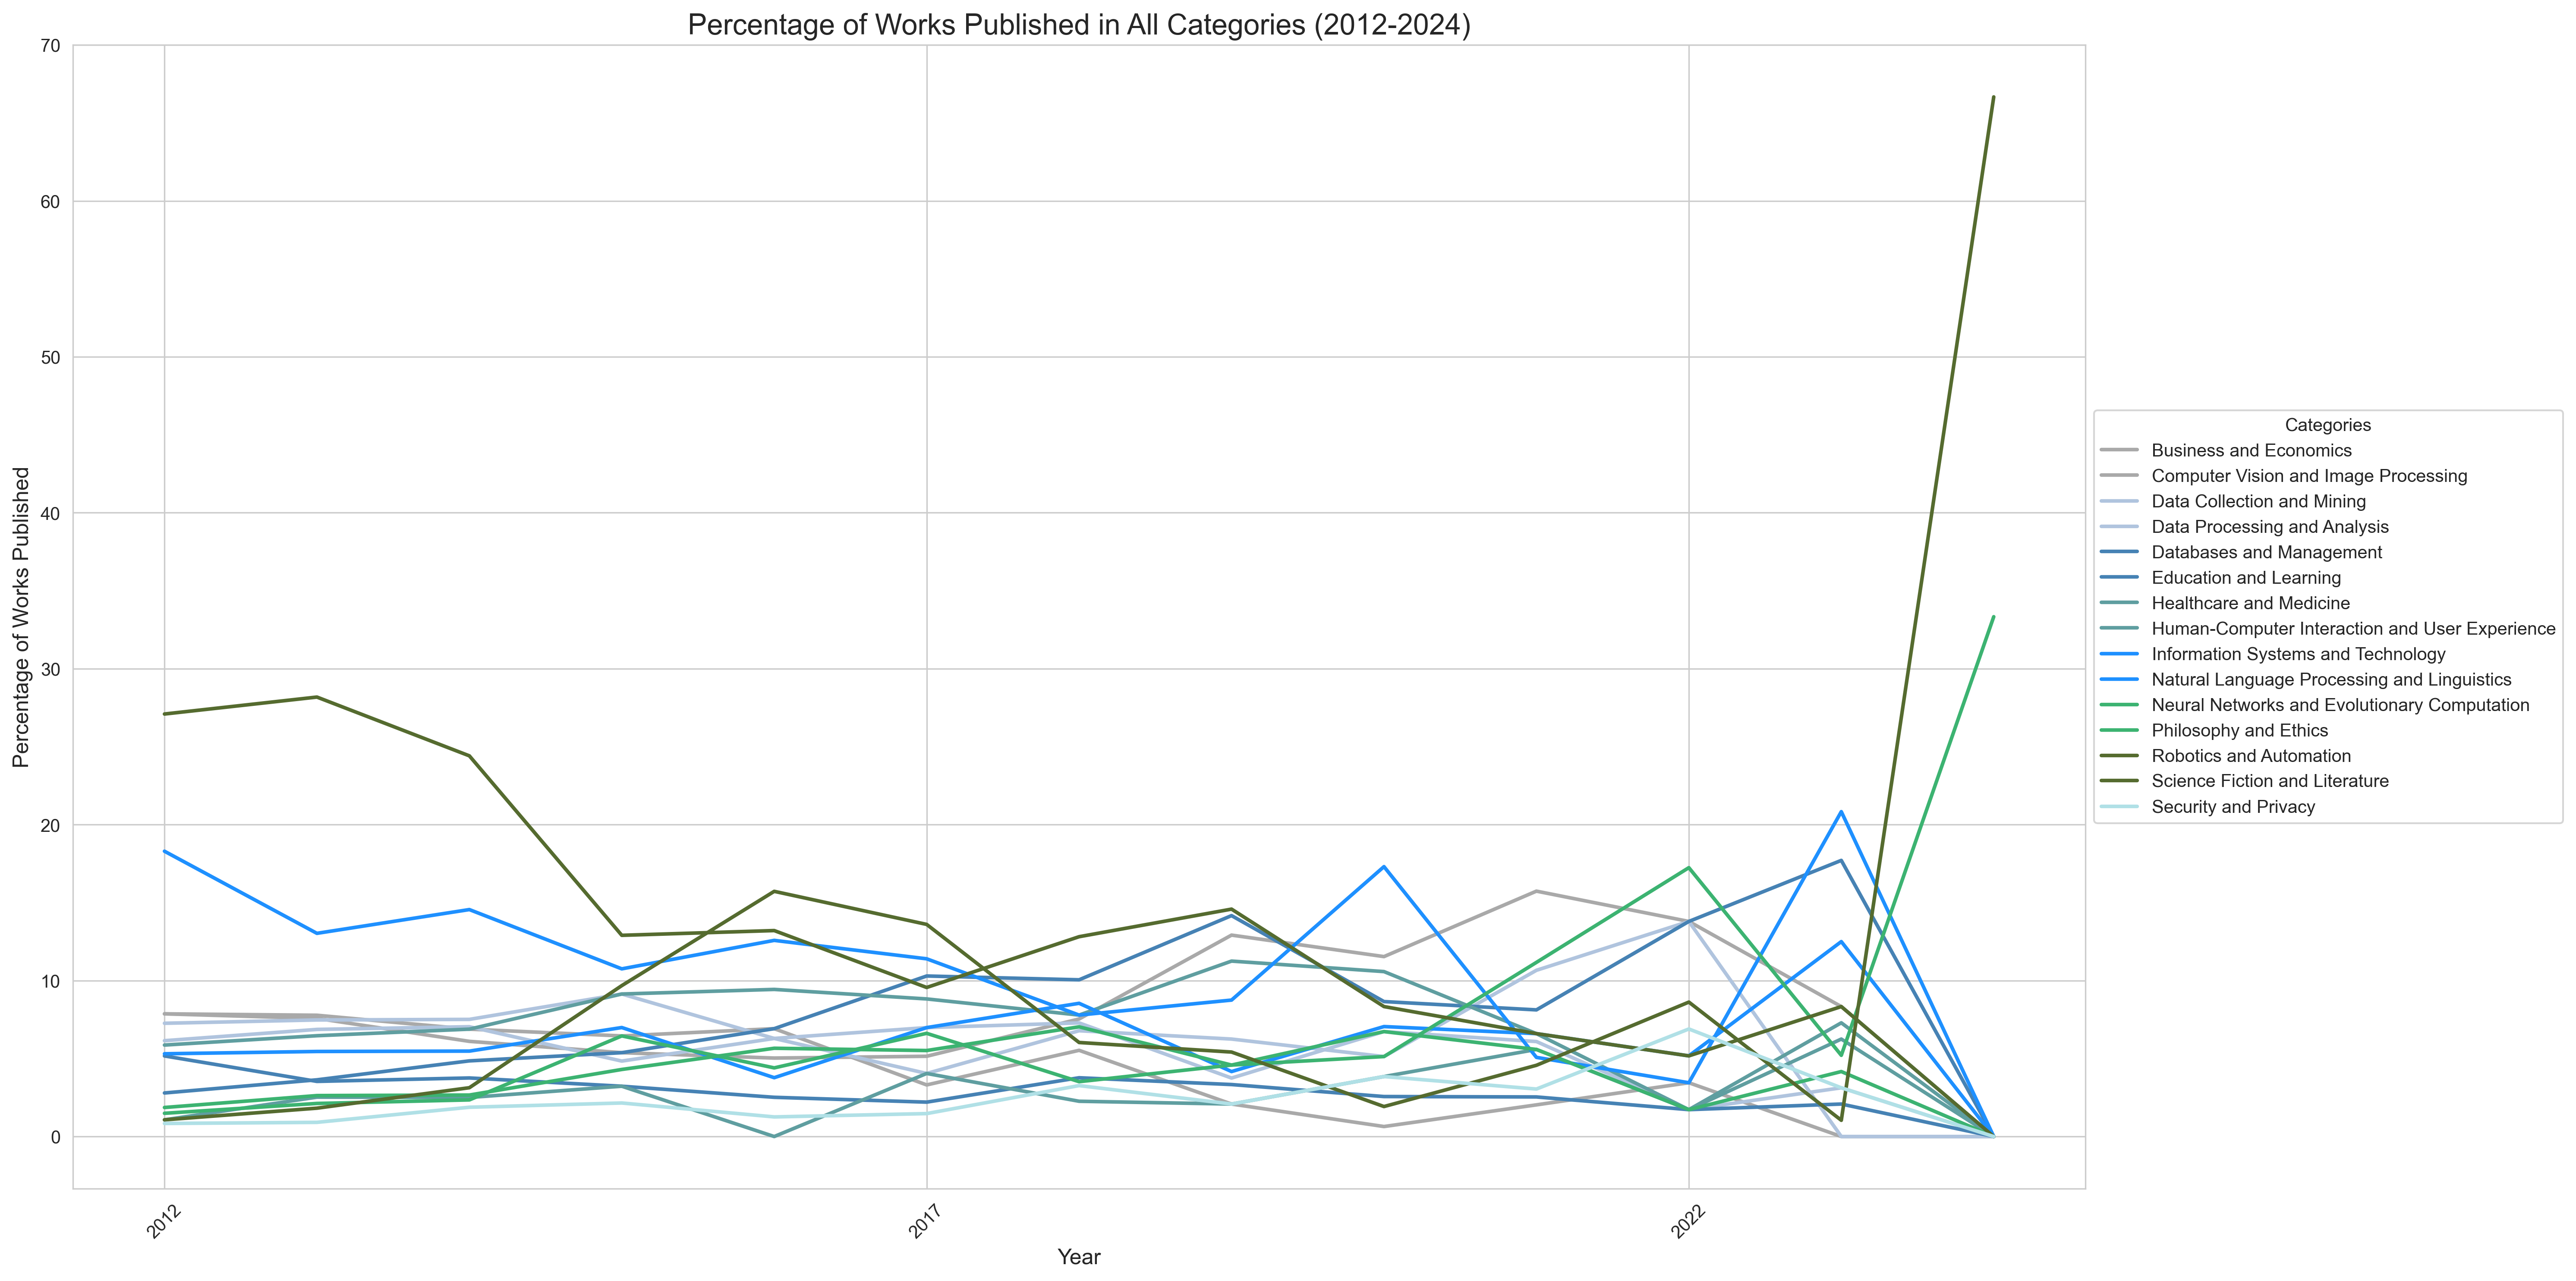 Percentage of Works Published in All Categories (2012-2024)
70
60
50
40
30
20
10
0
Percentage of Works Published
2012
2017
2022
Year
Categories
Business and Economics
Computer Vision and Image Processing
Data Collection and Mining
Data Processing and Analysis
Databases and Management
Education and Learning
Healthcare and Medicine
Human-Computer Interaction and User Experience
Information Systems and Technology
Natural Language Processing and Linguistics
Neural Networks and Evolutionary Computation
Philosophy and Ethics
Robotics and Automation
Science Fiction and Literature
Security and Privacy